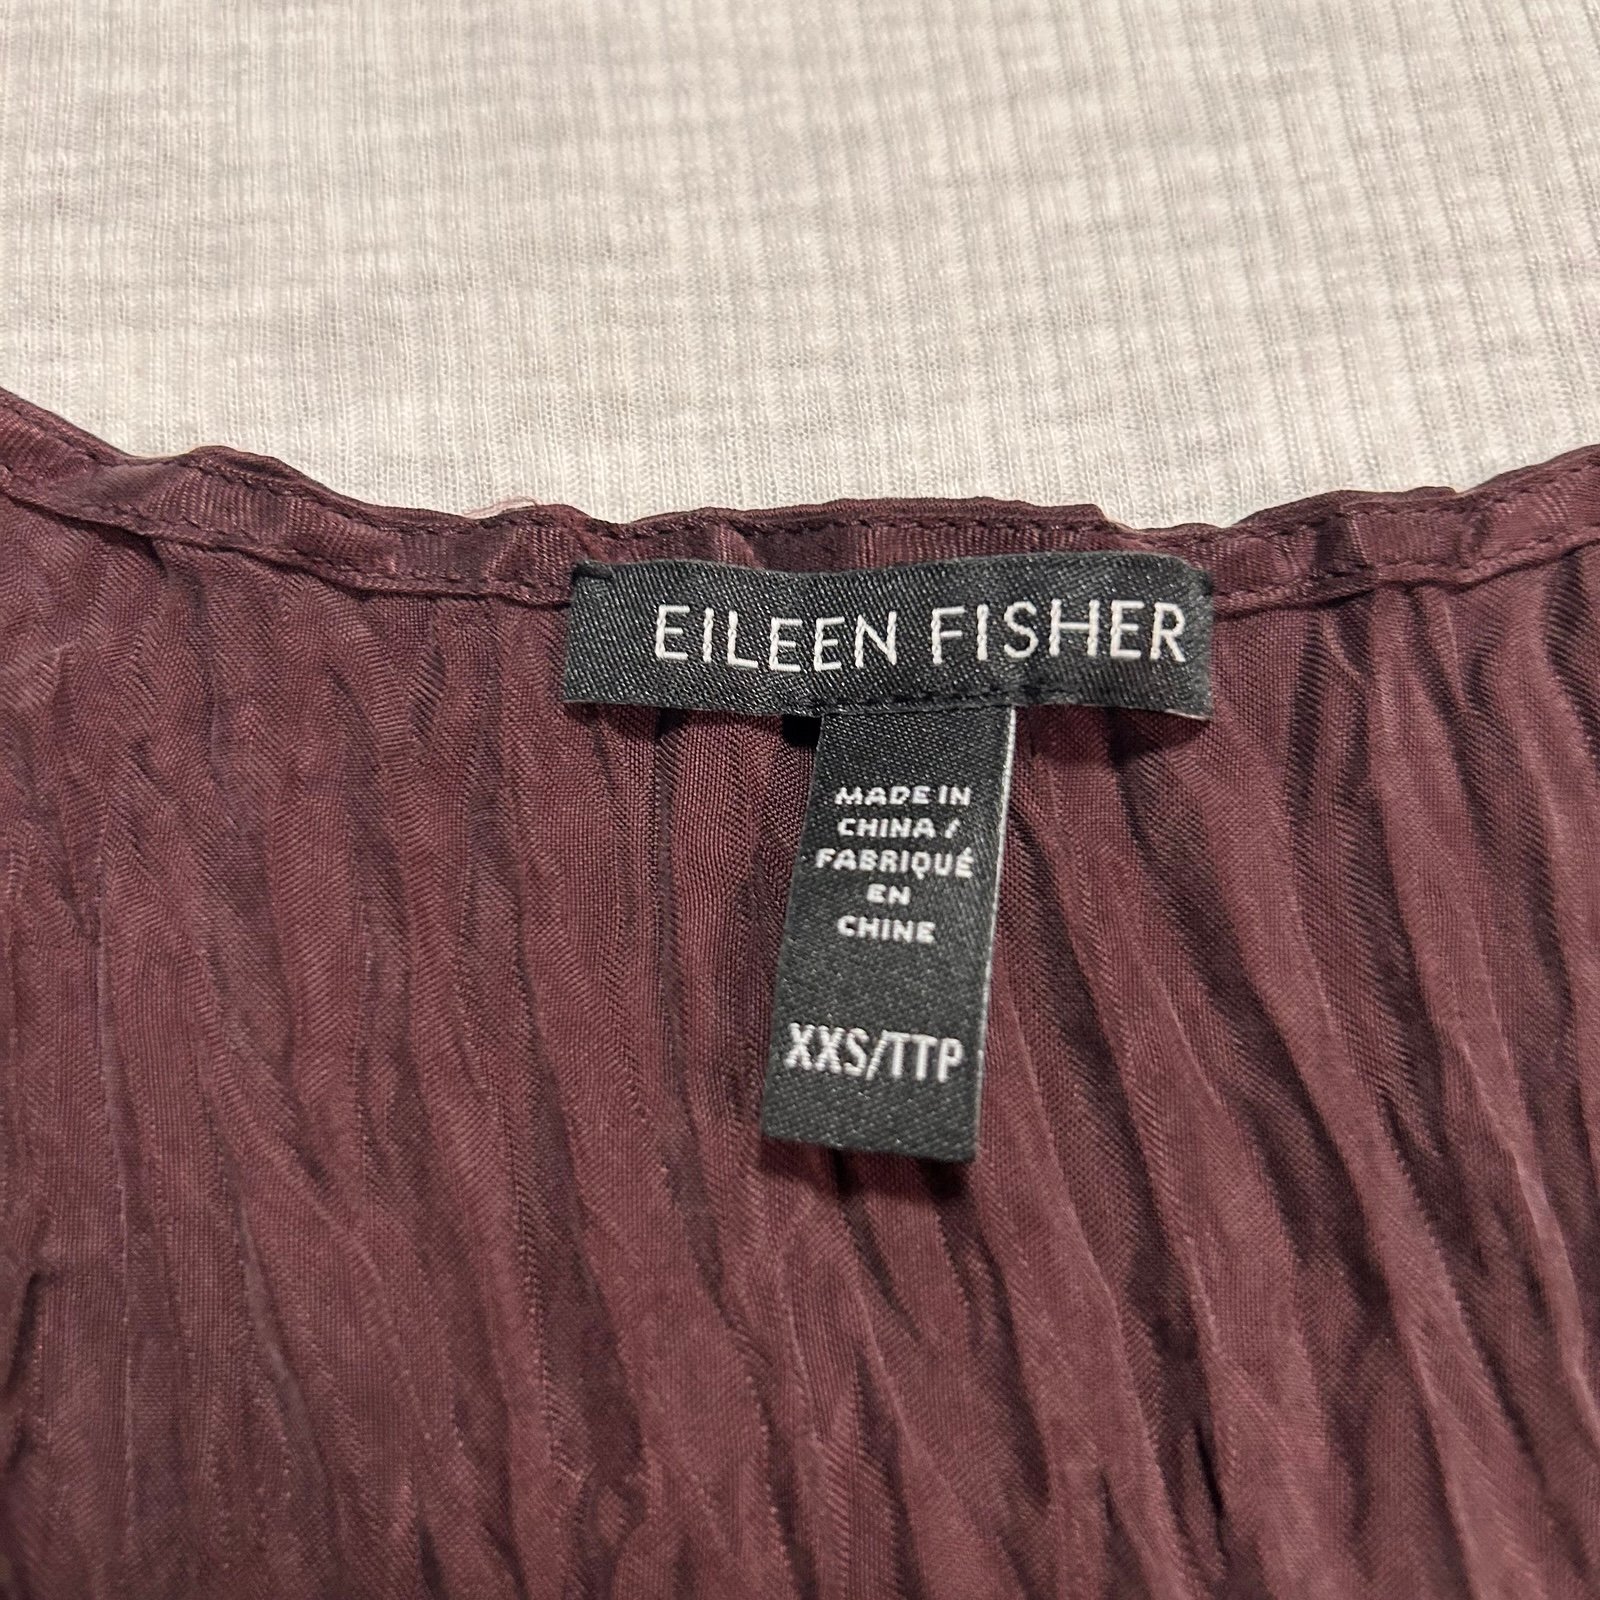 EILEEN FISHER
MADE IN
CHINA /
FABRIQUÉ
EN
CHINE
XXS/TTP